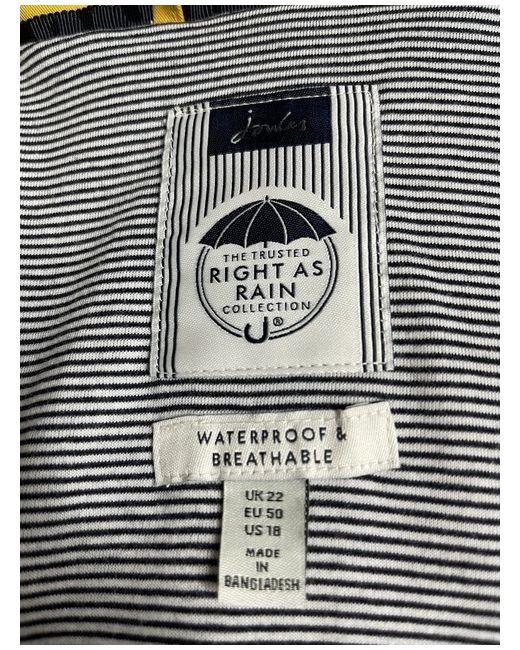 Joules
THE TRUSTED
RIGHT AS
RAIN
COLLECTION
®
WATERPROOF &
BREATHABLE
UK 22
EU 50
US 18
MADE
IN
BANGLADESH